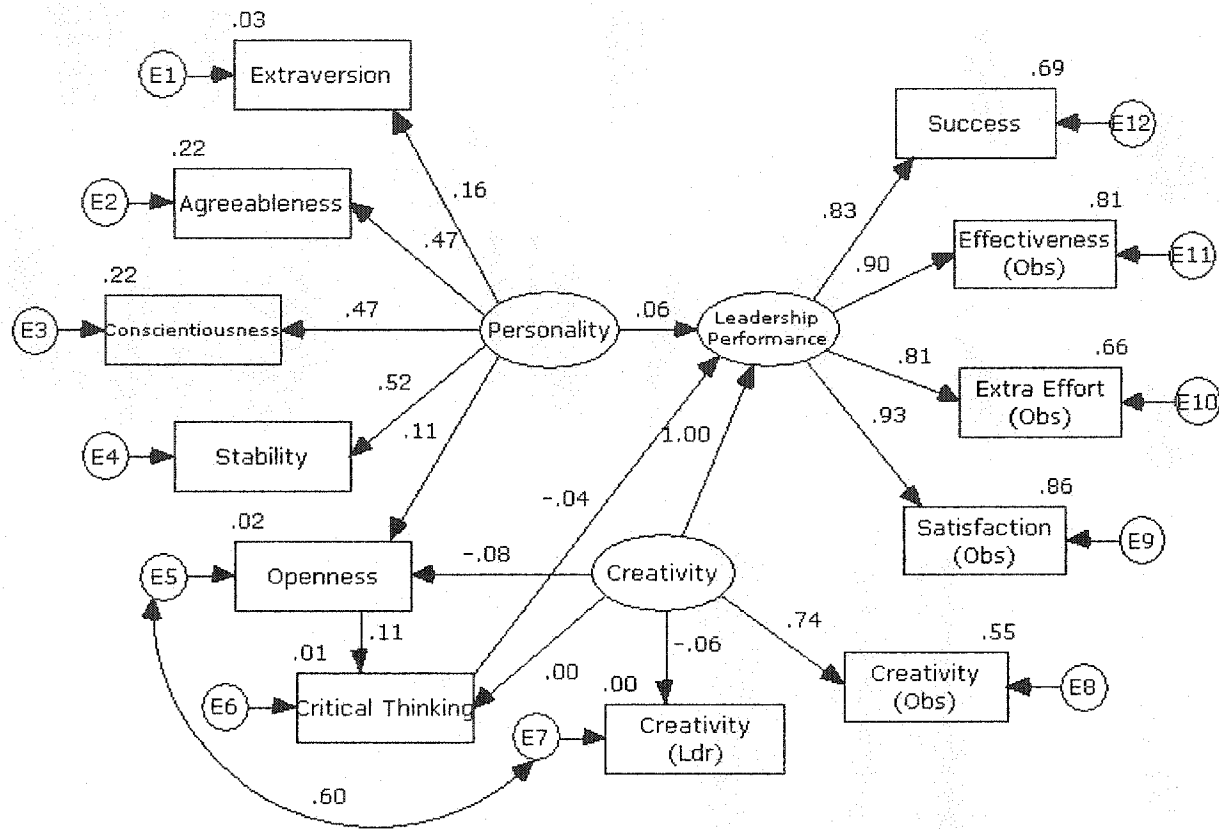 .03
E1
Extraversion
.69
Success
E12
.22
E2
Agreeableness
.16
.47
.83
.81
Effectiveness
(Obs)
E11
.90
.22
E3
Conscientiousness
.47
Personality
.06
Leadership
Performance
.81
.66
Extra Effort
(Obs)
E10
.52
.93
E4
Stability
.11
1.00
-.04
.86
Satisfaction
(Obs)
E9
.02
E5
Openness
-.08
Creativity
.11
.74
-.06
.55
.01
.00
.00
E6
Critical Thinking
Creativity
(Obs)
E8
E7
Creativity
(Ldr)
.60